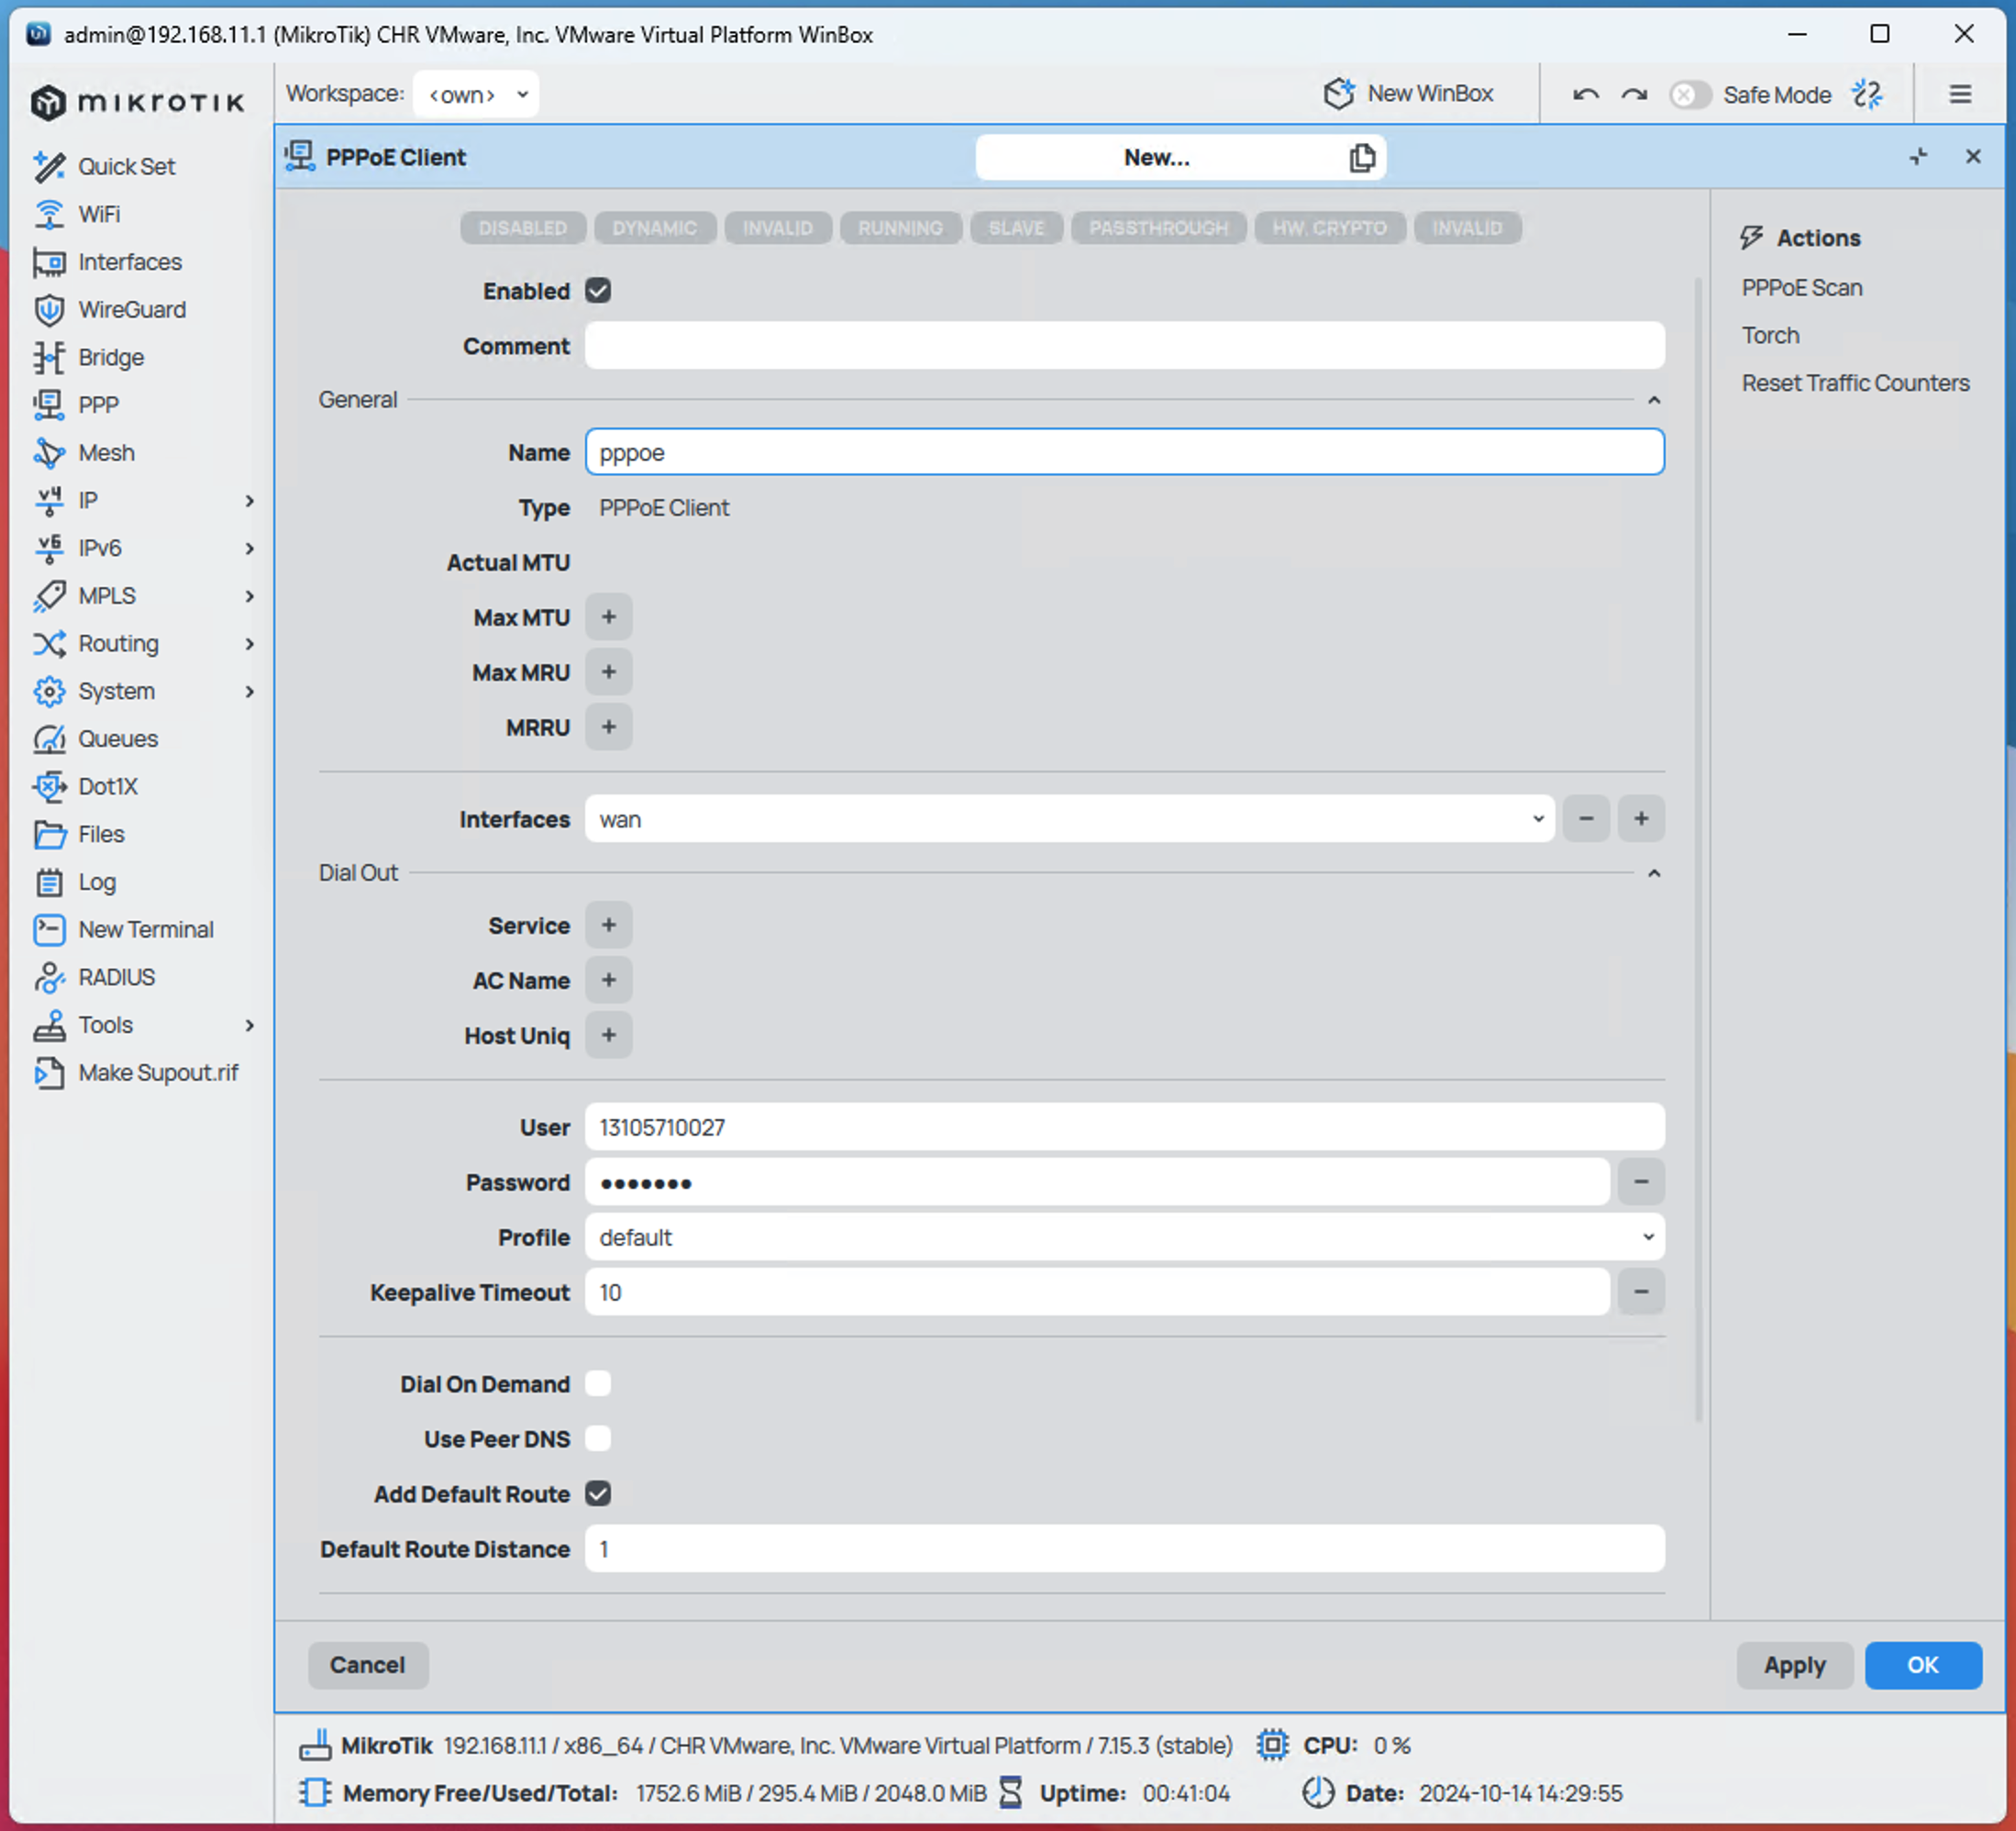 admin@192.168.11.1 (MikroTik) CHR VMware, Inc. VMware Virtual Platform WinBox
MIKROTIK
Workspace: <own> New WinBox Safe Mode
Quick Set
WiFi
Interfaces
WireGuard
Bridge
PPP
Mesh
v4 IP
v6 IPv6
MPLS
Routing
System
Queues
Dot1X
Files
Log
New Terminal
RADIUS
Tools
Make Supout.rif
PPPoE Client New...
DISABLED DYNAMIC INVALID RUNNING SLAVE PASSTHROUGH HW. CRYPTO INVALID
Enabled
Comment
General
Name pppoe
Type PPPoE Client
Actual MTU
Max MTU +
Max MRU +
MRRU +
Interfaces wan - +
Dial Out
Service +
AC Name +
Host Uniq +
User 13105710027
Password ●●●●●●● -
Profile default
Keepalive Timeout 10 -
Dial On Demand
Use Peer DNS
Add Default Route
Default Route Distance 1
Actions
PPPoE Scan
Torch
Reset Traffic Counters
Cancel Apply OK
MikroTik 192.168.11.1 / x86_64 / CHR VMware, Inc. VMware Virtual Platform / 7.15.3 (stable) CPU: 0 %
Memory Free/Used/Total: 1752.6 MiB / 295.4 MiB / 2048.0 MiB Uptime: 00:41:04 Date: 2024-10-14 14:29:55